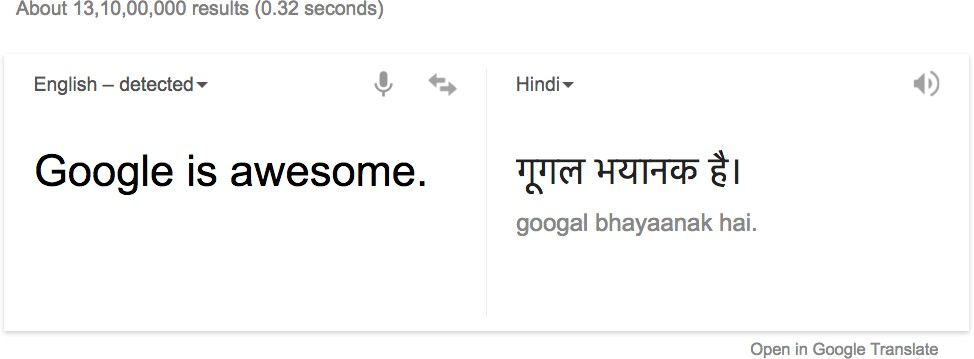 About 13,10,00,000 results (0.32 seconds)
English – detected
Hindi
Google is awesome.
गूगल भयानक है।
googal bhayaanak hai.
Open in Google Translate